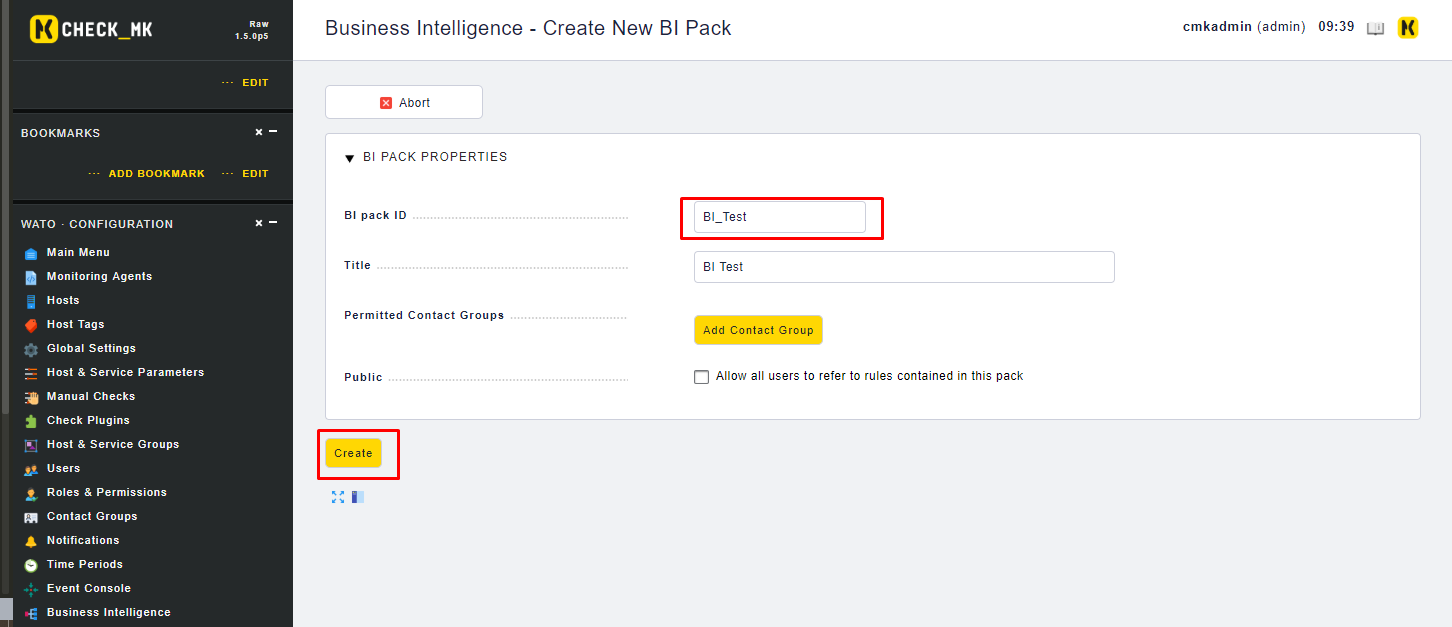 CHECK_MK
Raw
1.5.0p5
Business Intelligence - Create New BI Pack
cmkadmin (admin) 09:39
··· EDIT
BOOKMARKS
··· ADD BOOKMARK ··· EDIT
WATO · CONFIGURATION
Main Menu
Monitoring Agents
Hosts
Host Tags
Global Settings
Host & Service Parameters
Manual Checks
Check Plugins
Host & Service Groups
Users
Roles & Permissions
Contact Groups
Notifications
Time Periods
Event Console
Business Intelligence
Abort
BI PACK PROPERTIES
BI pack ID
BI_Test
Title
BI Test
Permitted Contact Groups
Add Contact Group
Public
Allow all users to refer to rules contained in this pack
Create